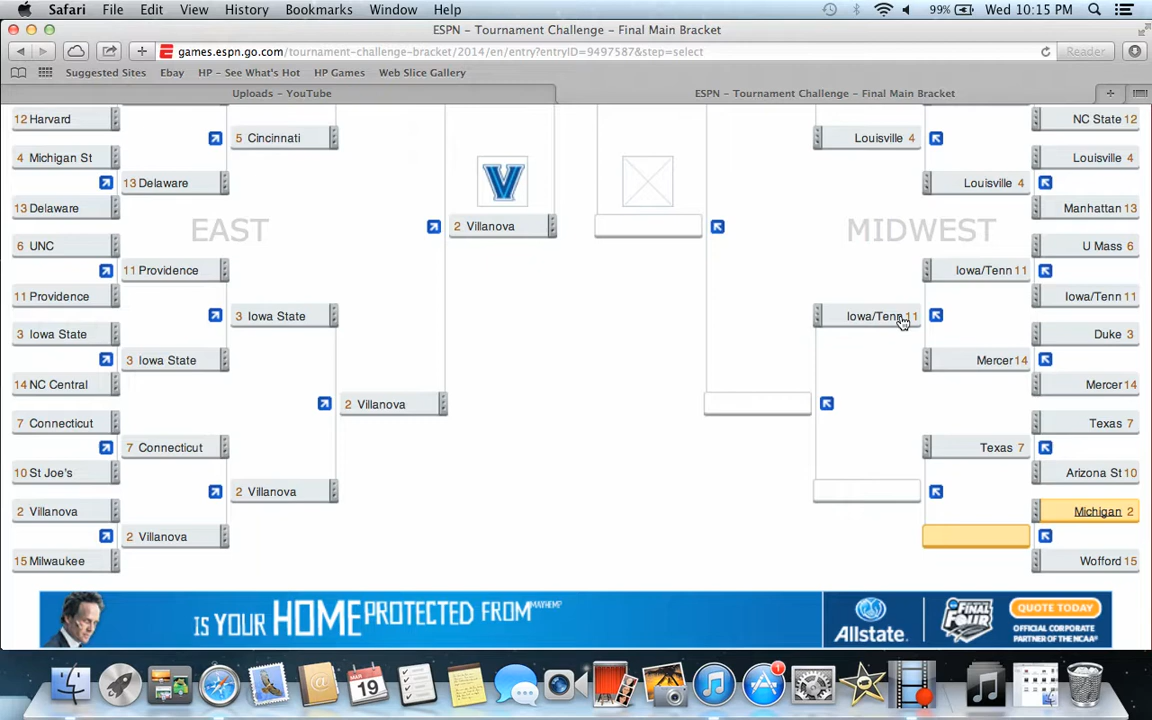 Safari File Edit View History Bookmarks Window Help 99% Wed 10:15 PM
ESPN - Tournament Challenge - Final Main Bracket
games.espn.go.com/tournament-challenge-bracket/2014/en/entry?entryID=9497587&step=select Reader
Suggested Sites Ebay HP - See What's Hot HP Games Web Slice Gallery
Uploads - YouTube ESPN - Tournament Challenge - Final Main Bracket
12 Harvard NC State 12
5 Cincinnati Louisville 4
4 Michigan St Louisville 4
13 Delaware Louisville 4
13 Delaware Manhattan 13
2 Villanova
EAST MIDWEST
6 UNC U Mass 6
11 Providence Iowa/Tenn 11
11 Providence Iowa/Tenn 11
3 Iowa State Iowa/Tenn 11
3 Iowa State Duke 3
3 Iowa State Mercer 14
14 NC Central Mercer 14
2 Villanova
7 Connecticut Texas 7
7 Connecticut Texas 7
10 St Joe's Arizona St 10
2 Villanova
2 Villanova Michigan 2
2 Villanova
15 Milwaukee Wofford 15
IS YOUR HOME PROTECTED FROM MAYHEM?
Allstate
FINAL FOUR
QUOTE TODAY
OFFICIAL CORPORATE
PARTNER OF THE NCAA®
MAR
19
1